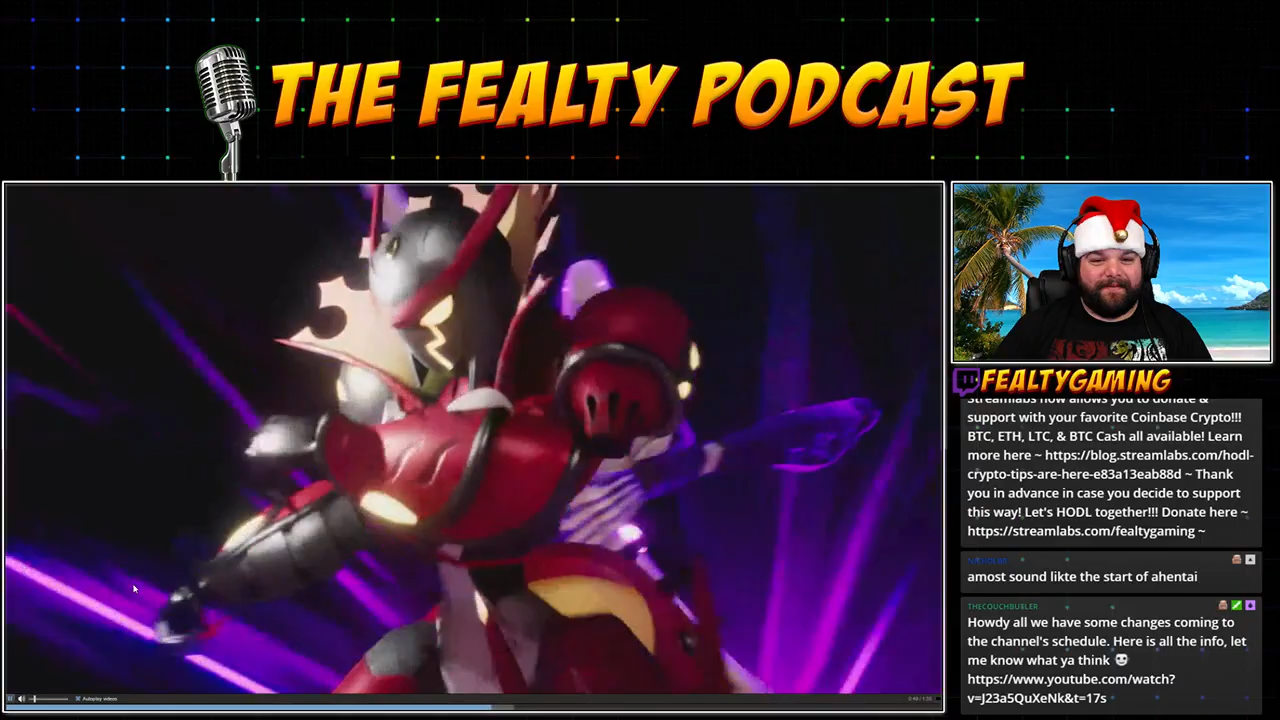 THE FEALTY PODCAST
FEALTYGAMING
Streamlabs now allows you to donate &
support with your favorite Coinbase Crypto!!!
BTC, ETH, LTC, & BTC Cash all available! Learn
more here ~ https://blog.streamlabs.com/hodl-
crypto-tips-are-here-e83a13eab88d ~ Thank
you in advance in case you decide to support
this way! Let's HODL together!!! Donate here ~
https://streamlabs.com/fealtygaming ~
amost sound likte the start of ahentai
THECOUCHBUTLER
Howdy all we have some changes coming to
the channel's schedule. Here is all the info, let
me know what ya think
https://www.youtube.com/watch?
v=J23a5QuXeNk&t=17s
Autoplay videos